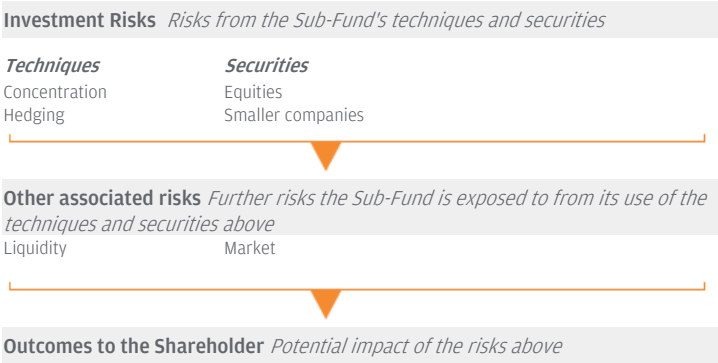 Investment Risks Risks from the Sub-Fund's techniques and securities
Techniques Securities
Concentration Equities
Hedging Smaller companies
Other associated risks Further risks the Sub-Fund is exposed to from its use of the
techniques and securities above
Liquidity Market
Outcomes to the Shareholder Potential impact of the risks above